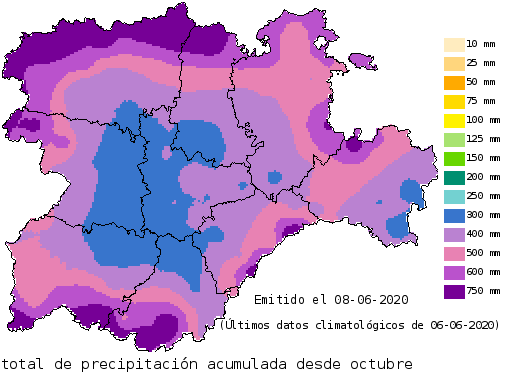 10 mm
25 mm
50 mm
75 mm
100 mm
125 mm
150 mm
200 mm
250 mm
300 mm
400 mm
500 mm
600 mm
750 mm
Emitido el 08-06-2020
(Últimos datos climatológicos de 06-06-2020)
total de precipitación acumulada desde octubre